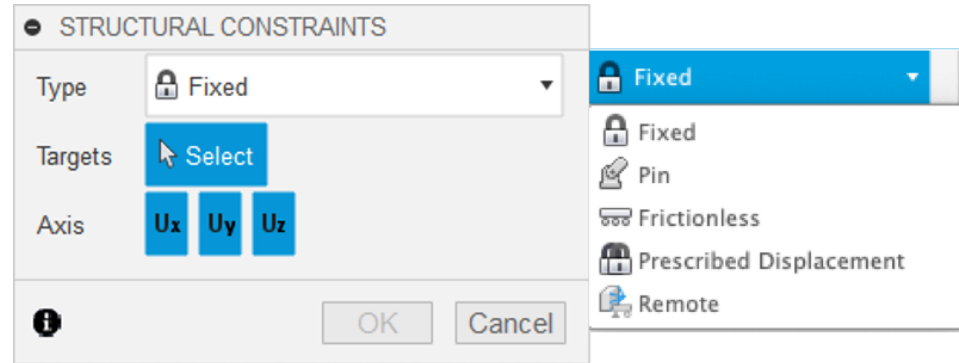 STRUCTURAL CONSTRAINTS
Type
Fixed
Targets
Select
Axis
Ux Uy Uz
OK
Cancel
Fixed
Fixed
Pin
Frictionless
Prescribed Displacement
Remote